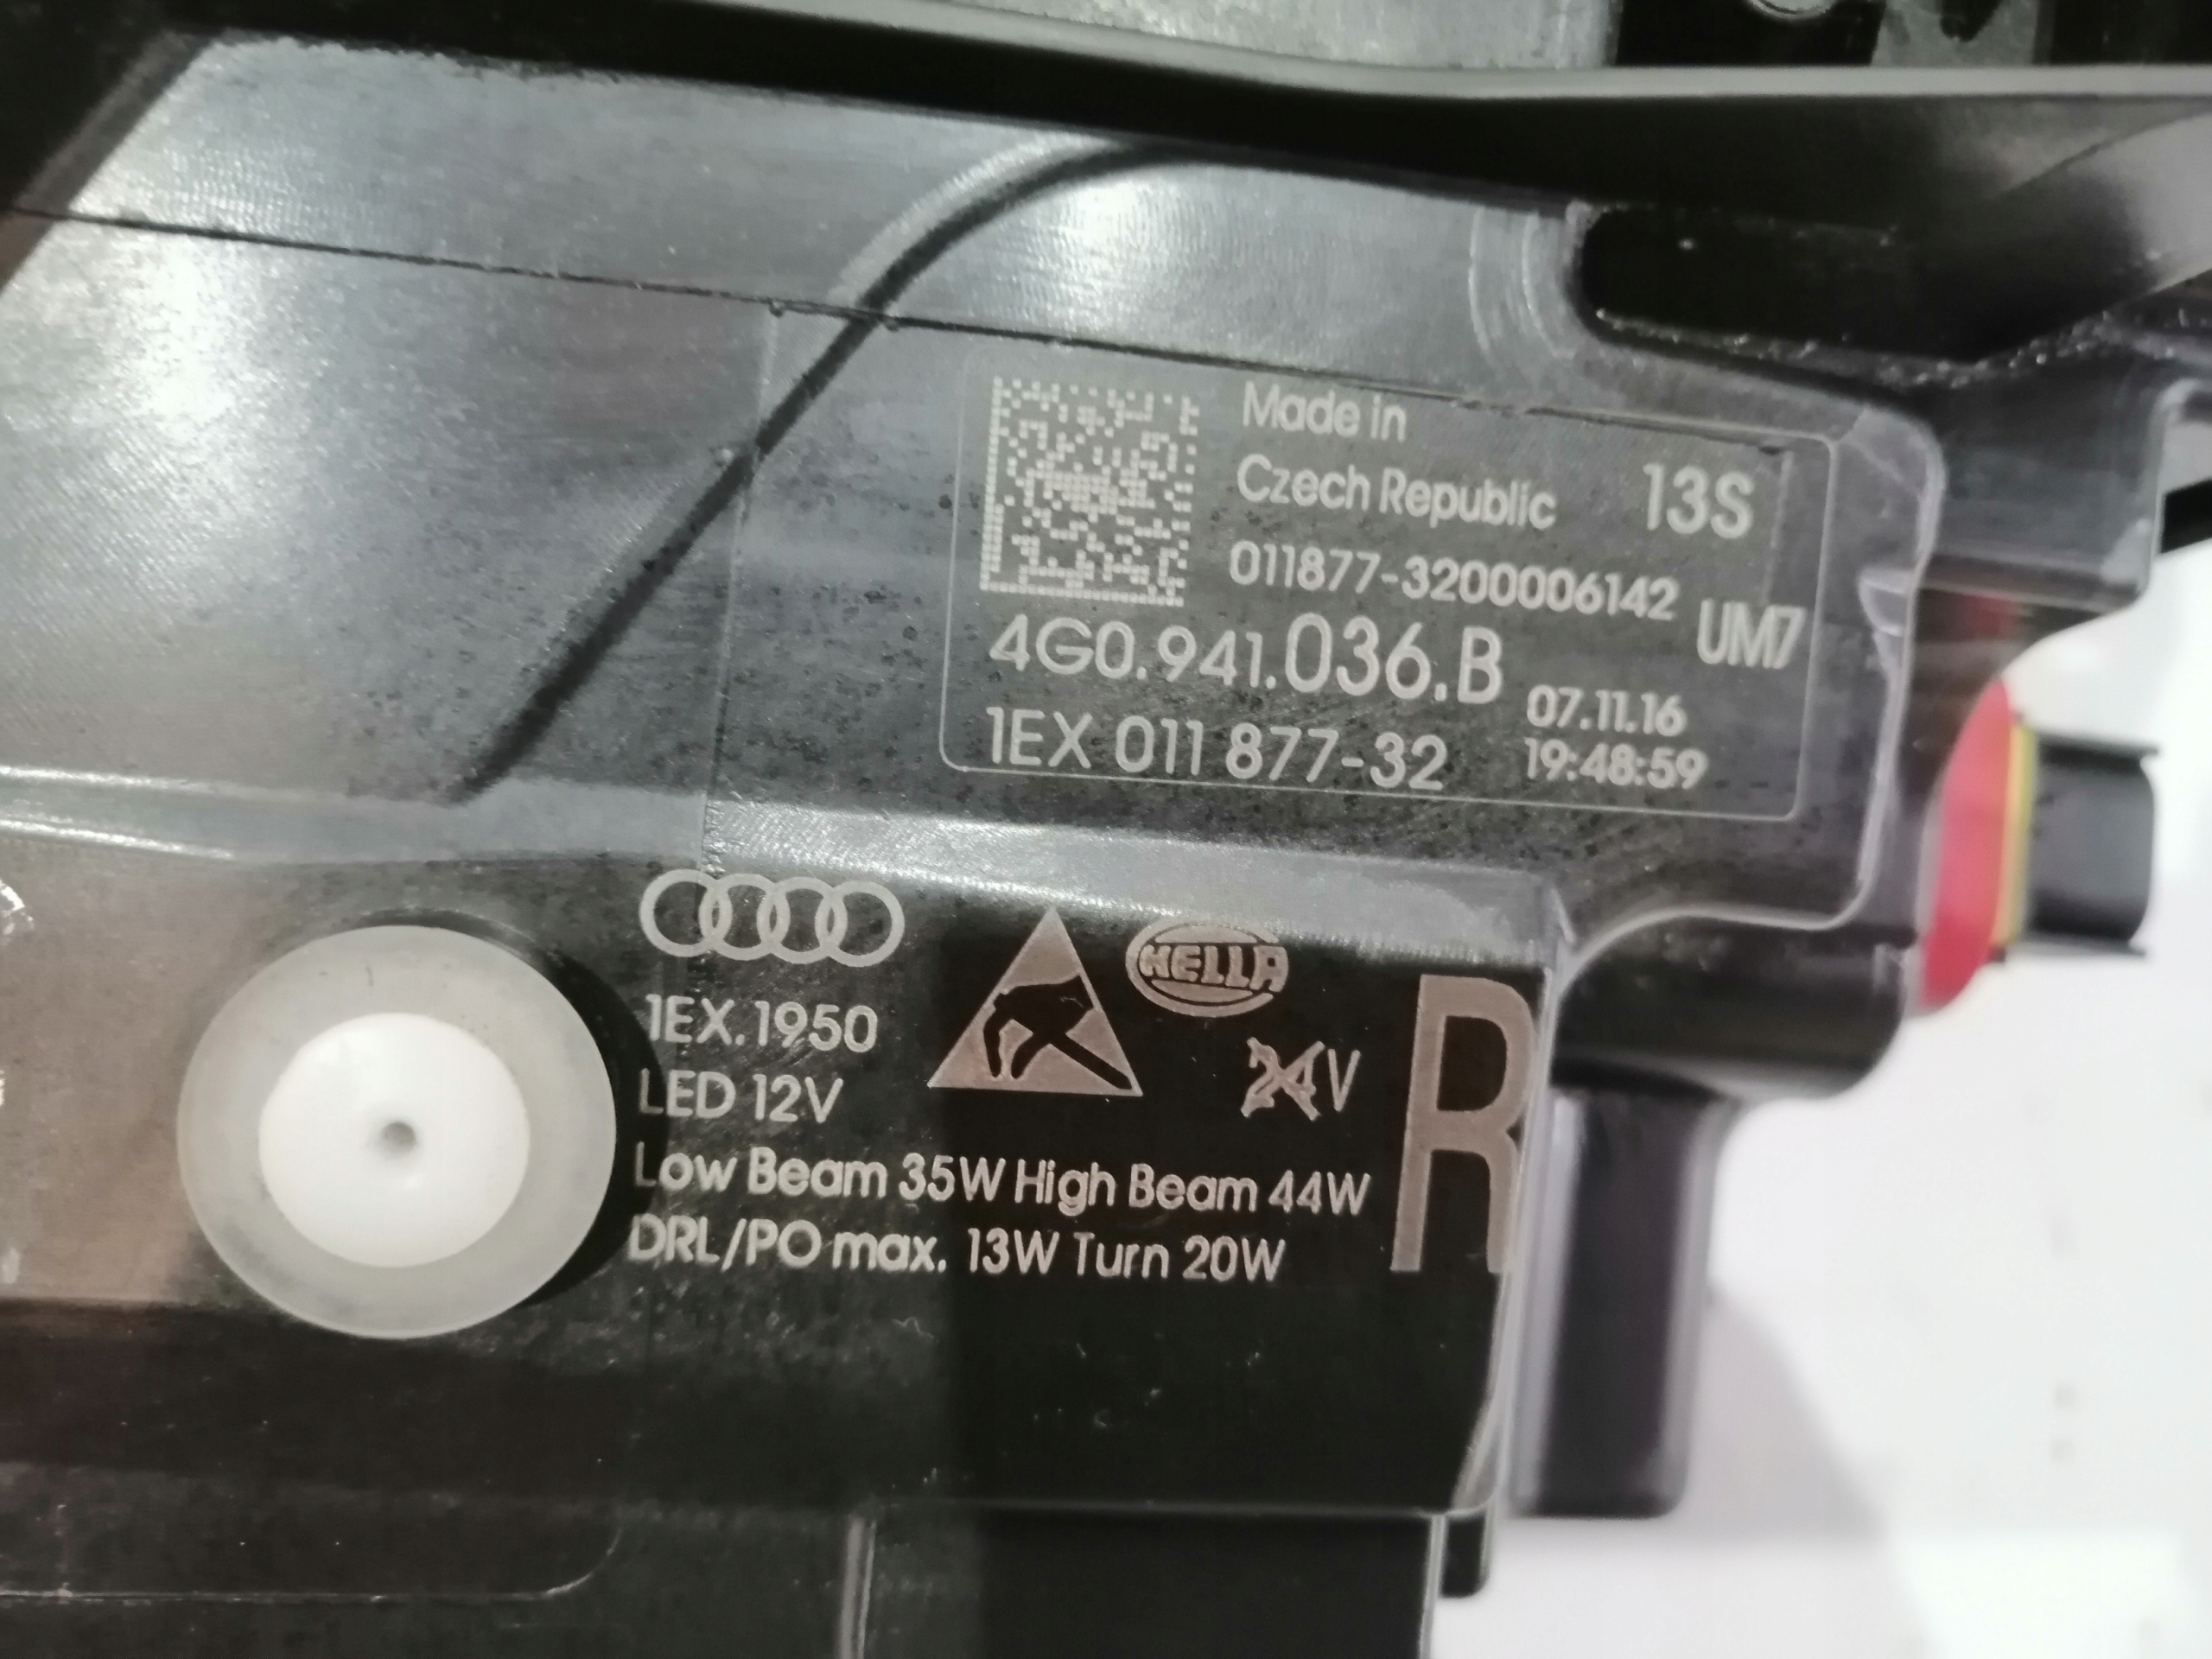 Made in
Czech Republic 13S
011877-3200006142
UM7
4G0.941.036.B
07.11.16
1EX 011 877-32
19:48:59
HELLA
1EX.1950
24V
R
LED 12V
Low Beam 35W High Beam 44W
DRL/PO max. 13W Turn 20W